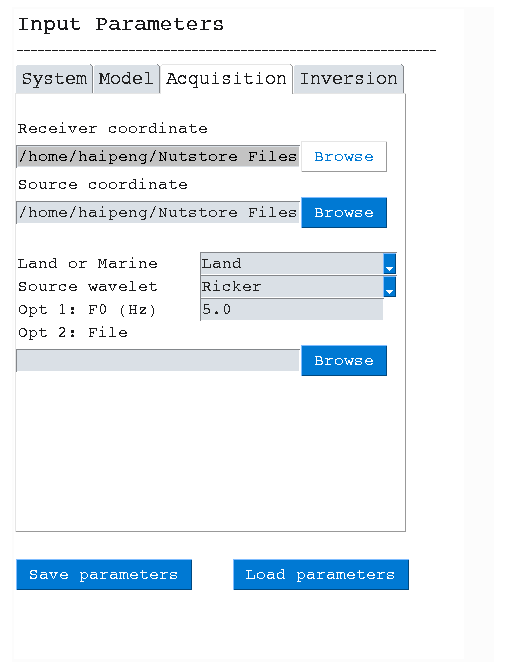 Input Parameters
System Model Acquisition Inversion
Receiver coordinate
/home/haipeng/Nutstore Files Browse
Source coordinate
/home/haipeng/Nutstore Files Browse
Land or Marine Land
Source wavelet Ricker
Opt 1: F0 (Hz) 5.0
Opt 2: File
Browse
Save parameters Load parameters